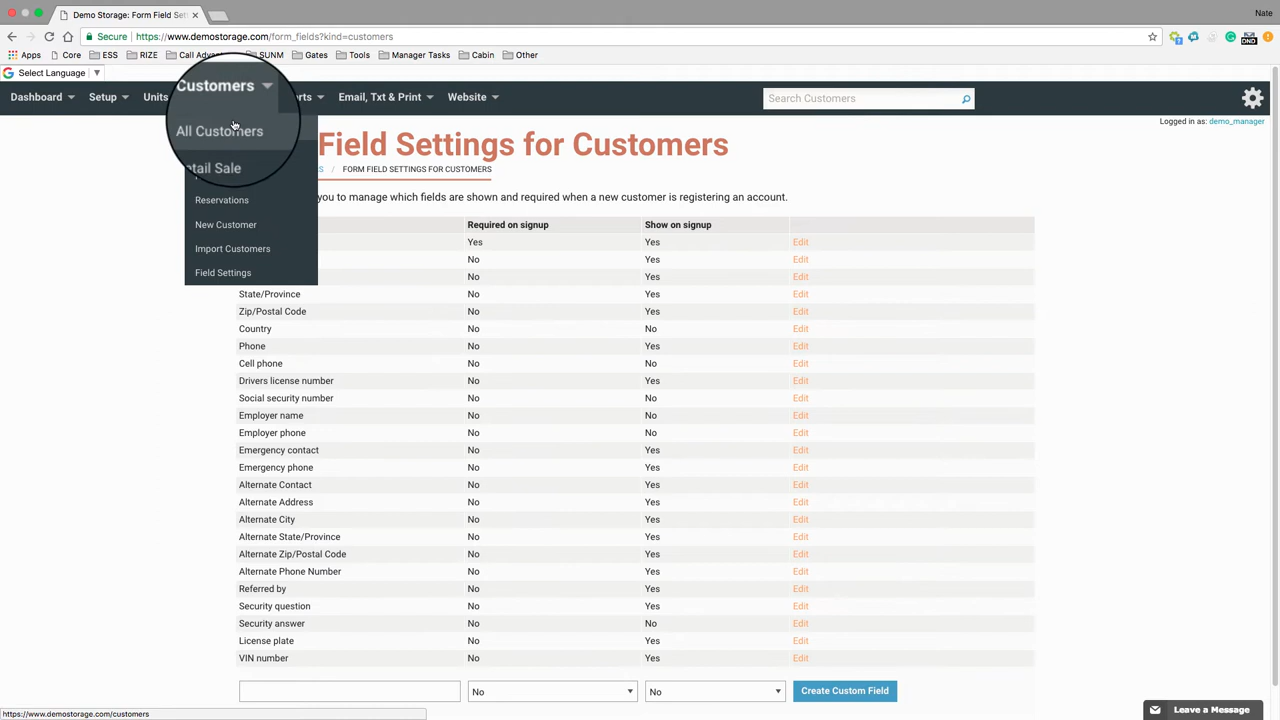 Demo Storage: Form Field Set
Nate
Secure https://www.demostorage.com/form_fields?kind=customers
Apps Core ESS RIZE Call Adva SUNM Gates Tools Manager Tasks Cabin Other
Select Language
Dashboard Setup Units Customers rts Email, Txt & Print Website Search Customers
Logged in as: demo_manager
All Customers
tail Sale
Reservations
New Customer
Import Customers
Field Settings
Field Settings for Customers
S / FORM FIELD SETTINGS FOR CUSTOMERS
you to manage which fields are shown and required when a new customer is registering an account.
Required on signup Show on signup
Yes Yes Edit
No Yes Edit
No Yes Edit
State/Province No Yes Edit
Zip/Postal Code No Yes Edit
Country No No Edit
Phone No Yes Edit
Cell phone No No Edit
Drivers license number No Yes Edit
Social security number No No Edit
Employer name No No Edit
Employer phone No No Edit
Emergency contact No Yes Edit
Emergency phone No Yes Edit
Alternate Contact No Yes Edit
Alternate Address No Yes Edit
Alternate City No Yes Edit
Alternate State/Province No Yes Edit
Alternate Zip/Postal Code No Yes Edit
Alternate Phone Number No Yes Edit
Referred by No Yes Edit
Security question No Yes Edit
Security answer No No Edit
License plate No Yes Edit
VIN number No Yes Edit
No No Create Custom Field
https://www.demostorage.com/customers
Leave a Message